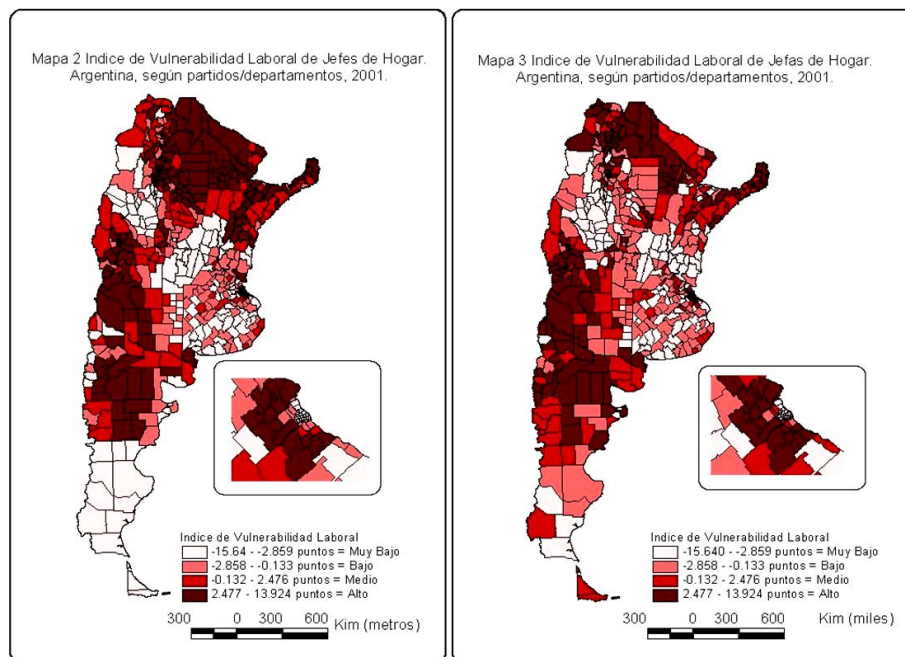 Mapa 2 Indice de Vulnerabilidad Laboral de Jefes de Hogar.
Argentina, según partidos/departamentos, 2001.
Indice de Vulnerabilidad Laboral
-15.64 - -2.859 puntos = Muy Bajo
-2.858 - -0.133 puntos = Bajo
-0.132 - 2.476 puntos = Medio
2.477 - 13.924 puntos = Alto
300 0 300 600 Kim (metros)
Mapa 3 Indice de Vulnerabilidad Laboral de Jefas de Hogar.
Argentina, según partidos/departamentos, 2001.
Indice de Vulnerabilidad Laboral
-15.640 - -2.859 puntos = Muy Bajo
-2.858 - -0.133 puntos = Bajo
-0.132 - 2.476 puntos = Medio
2.477 - 13.924 puntos = Alto
300 0 300 600 Kim (miles)